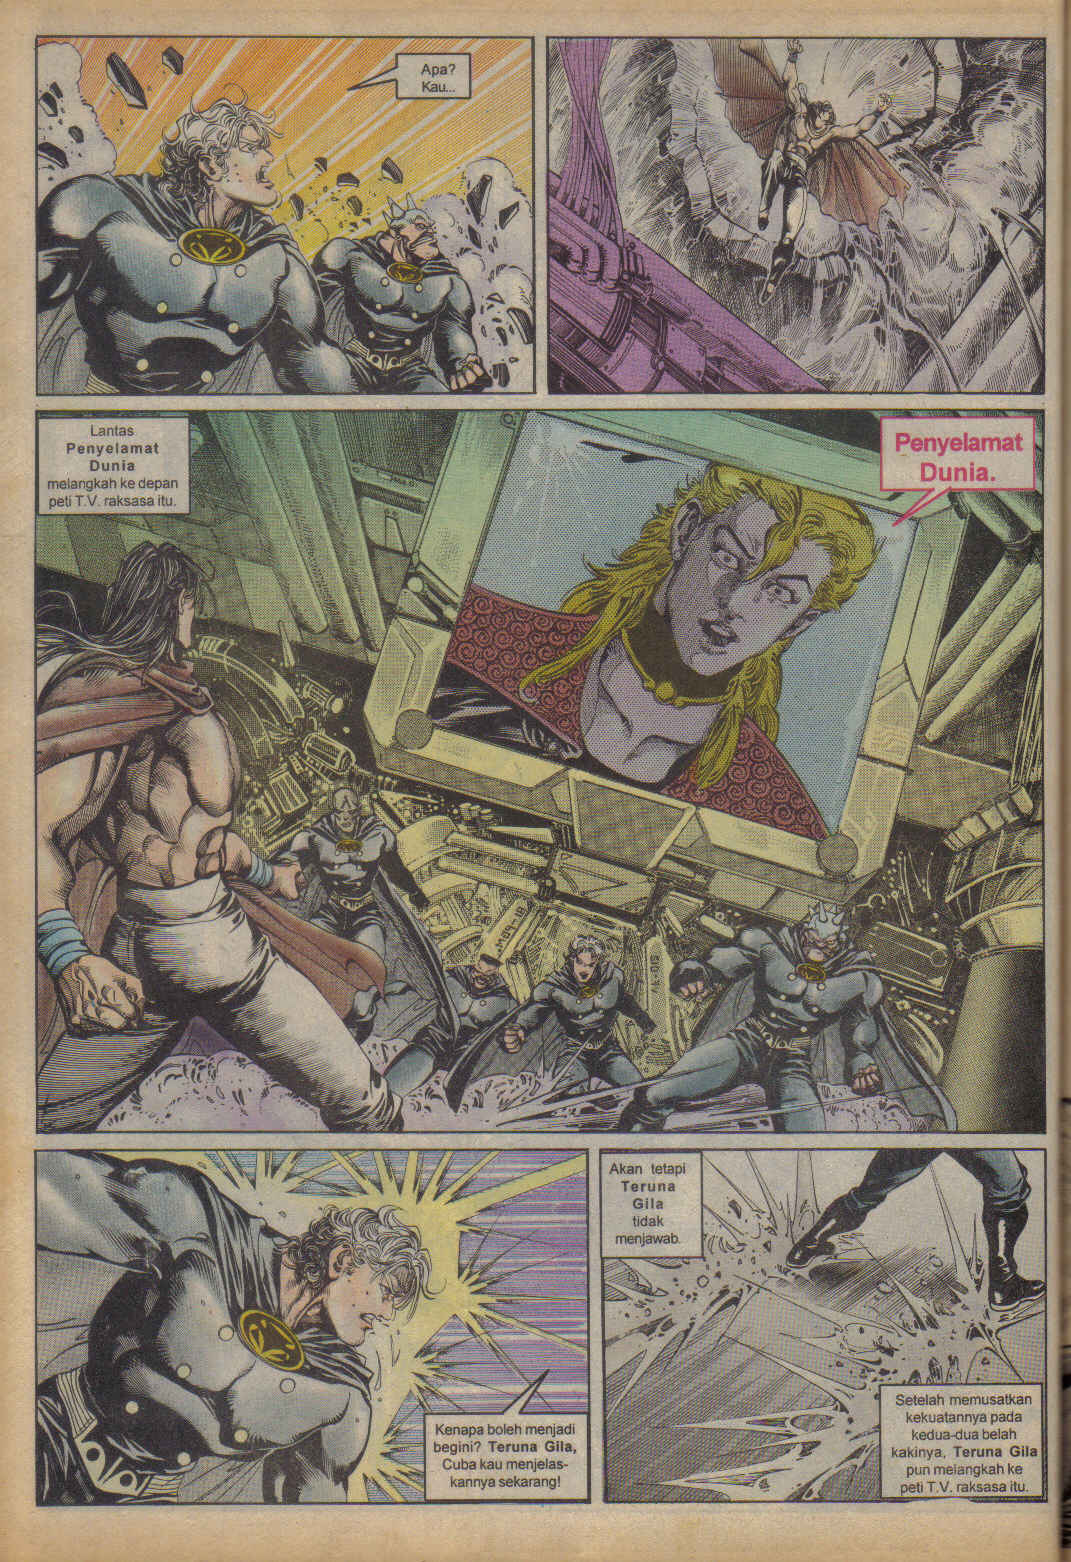 Apa?
Kau...
Lantas
Penyelamat
Dunia
melangkah ke depan
peti T.V. raksasa itu.
Penyelamat
Dunia.
Kenapa boleh menjadi
begini? Teruna Gila,
Cuba kau menjelas-
kannya sekarang!
Akan tetapi
Teruna
Gila
tidak
menjawab.
Setelah memusatkan
kekuatannya pada
kedua-dua belah
kakinya, Teruna Gila
pun melangkah ke
peti T.V. raksasa itu.